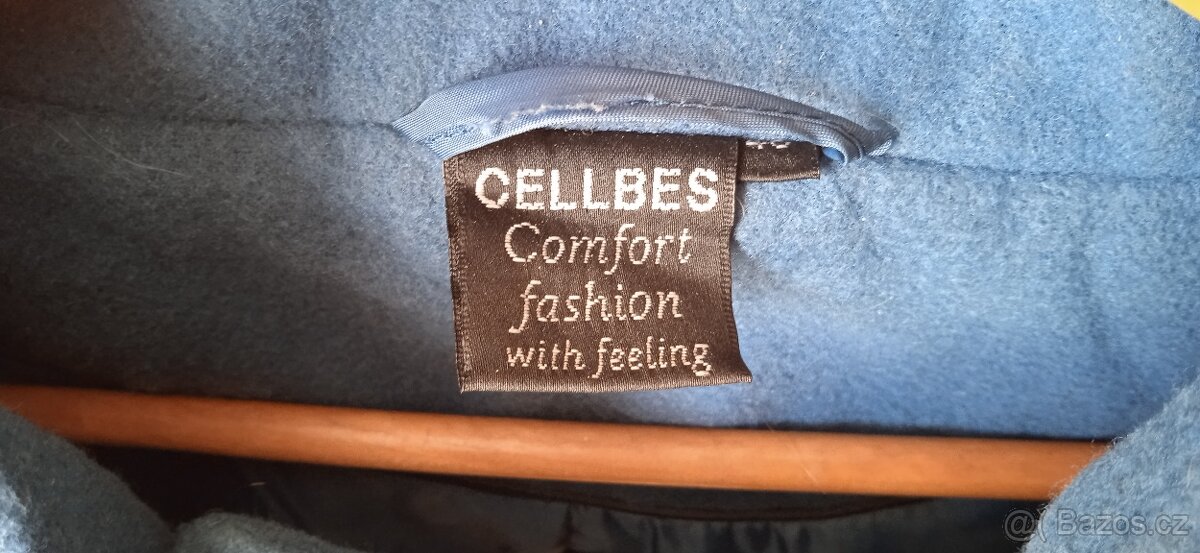 CELLBES
Comfort
fashion
with feeling
@( Bazos.cz